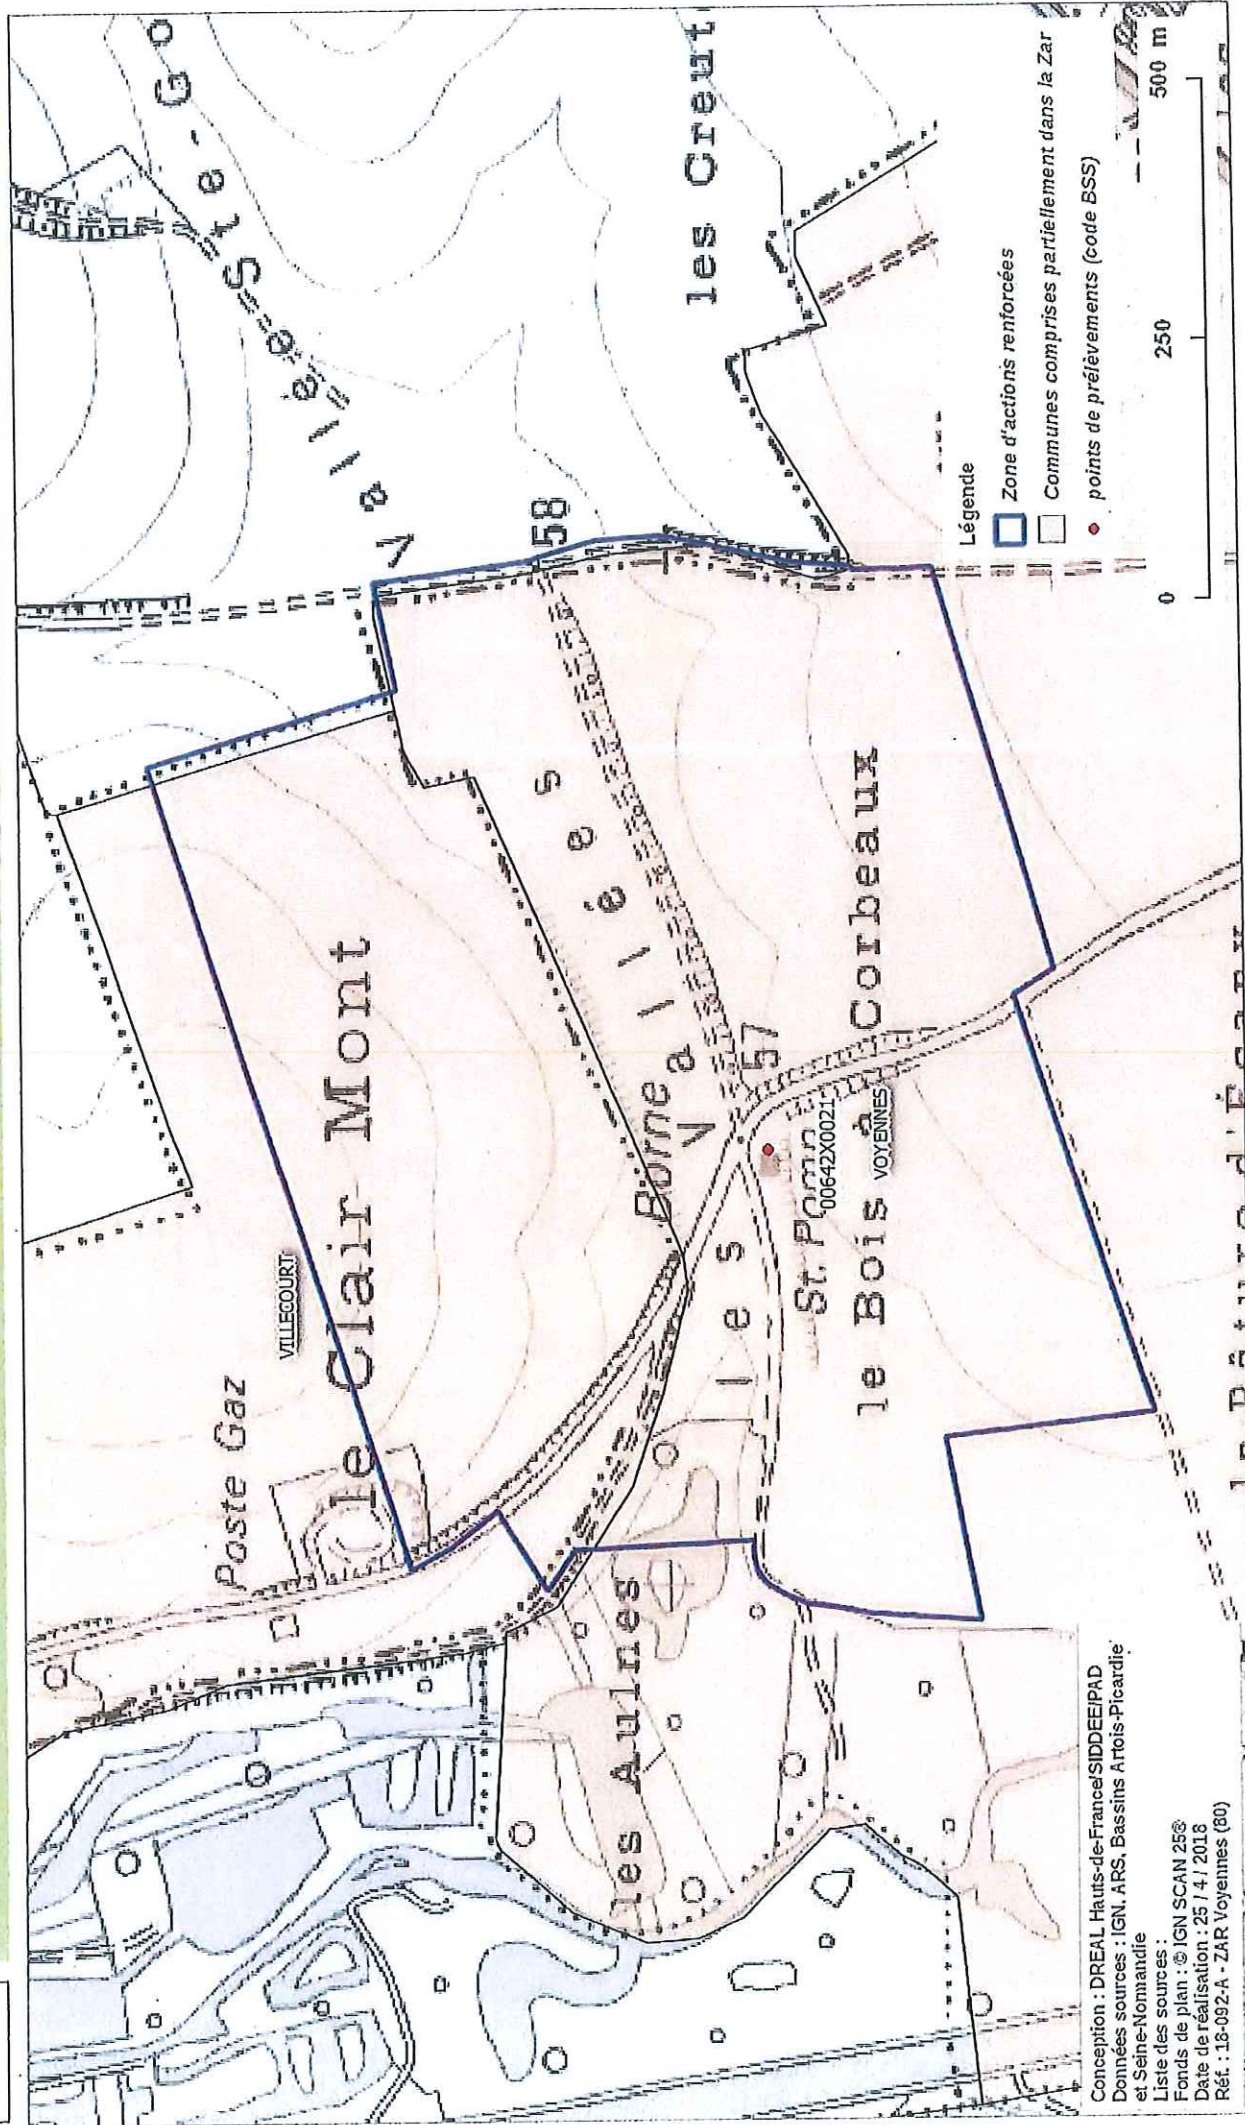 Vallée Ste-Go
les Creut
58
Poste Gaz
VILLECOURT
le Clair Mont
Borne
les Vallées
57
les Aulnes
St. Pomp
00642X0021
VOYENNES
le Bois à Corbeaux
Légende
Zone d'actions renforcées
Communes comprises partiellement dans la Zar
points de prélèvements (code BSS)
0 250 500 m
Conception : DREAL Hauts-de-France/SIDDEE/PAD
Données sources : IGN, ARS, Bassins Artois-Picardie
et Seine-Normandie
Liste des sources :
Fonds de plan : © IGN SCAN 25®
Date de réalisation : 25 / 4 / 2018
Réf. : 18-092-A - ZAR Voyennes (80)